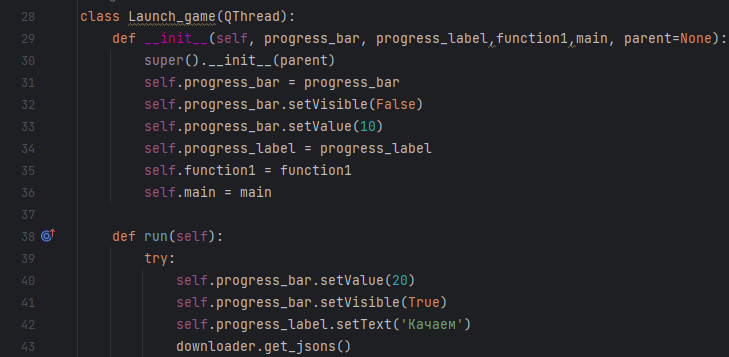 28 class Launch_game(QThread):
29 def __init__(self, progress_bar, progress_label,function1,main, parent=None):
30 super().__init__(parent)
31 self.progress_bar = progress_bar
32 self.progress_bar.setVisible(False)
33 self.progress_bar.setValue(10)
34 self.progress_label = progress_label
35 self.function1 = function1
36 self.main = main
37
38 def run(self):
39 try:
40 self.progress_bar.setValue(20)
41 self.progress_bar.setVisible(True)
42 self.progress_label.setText('Качаем')
43 downloader.get_jsons()